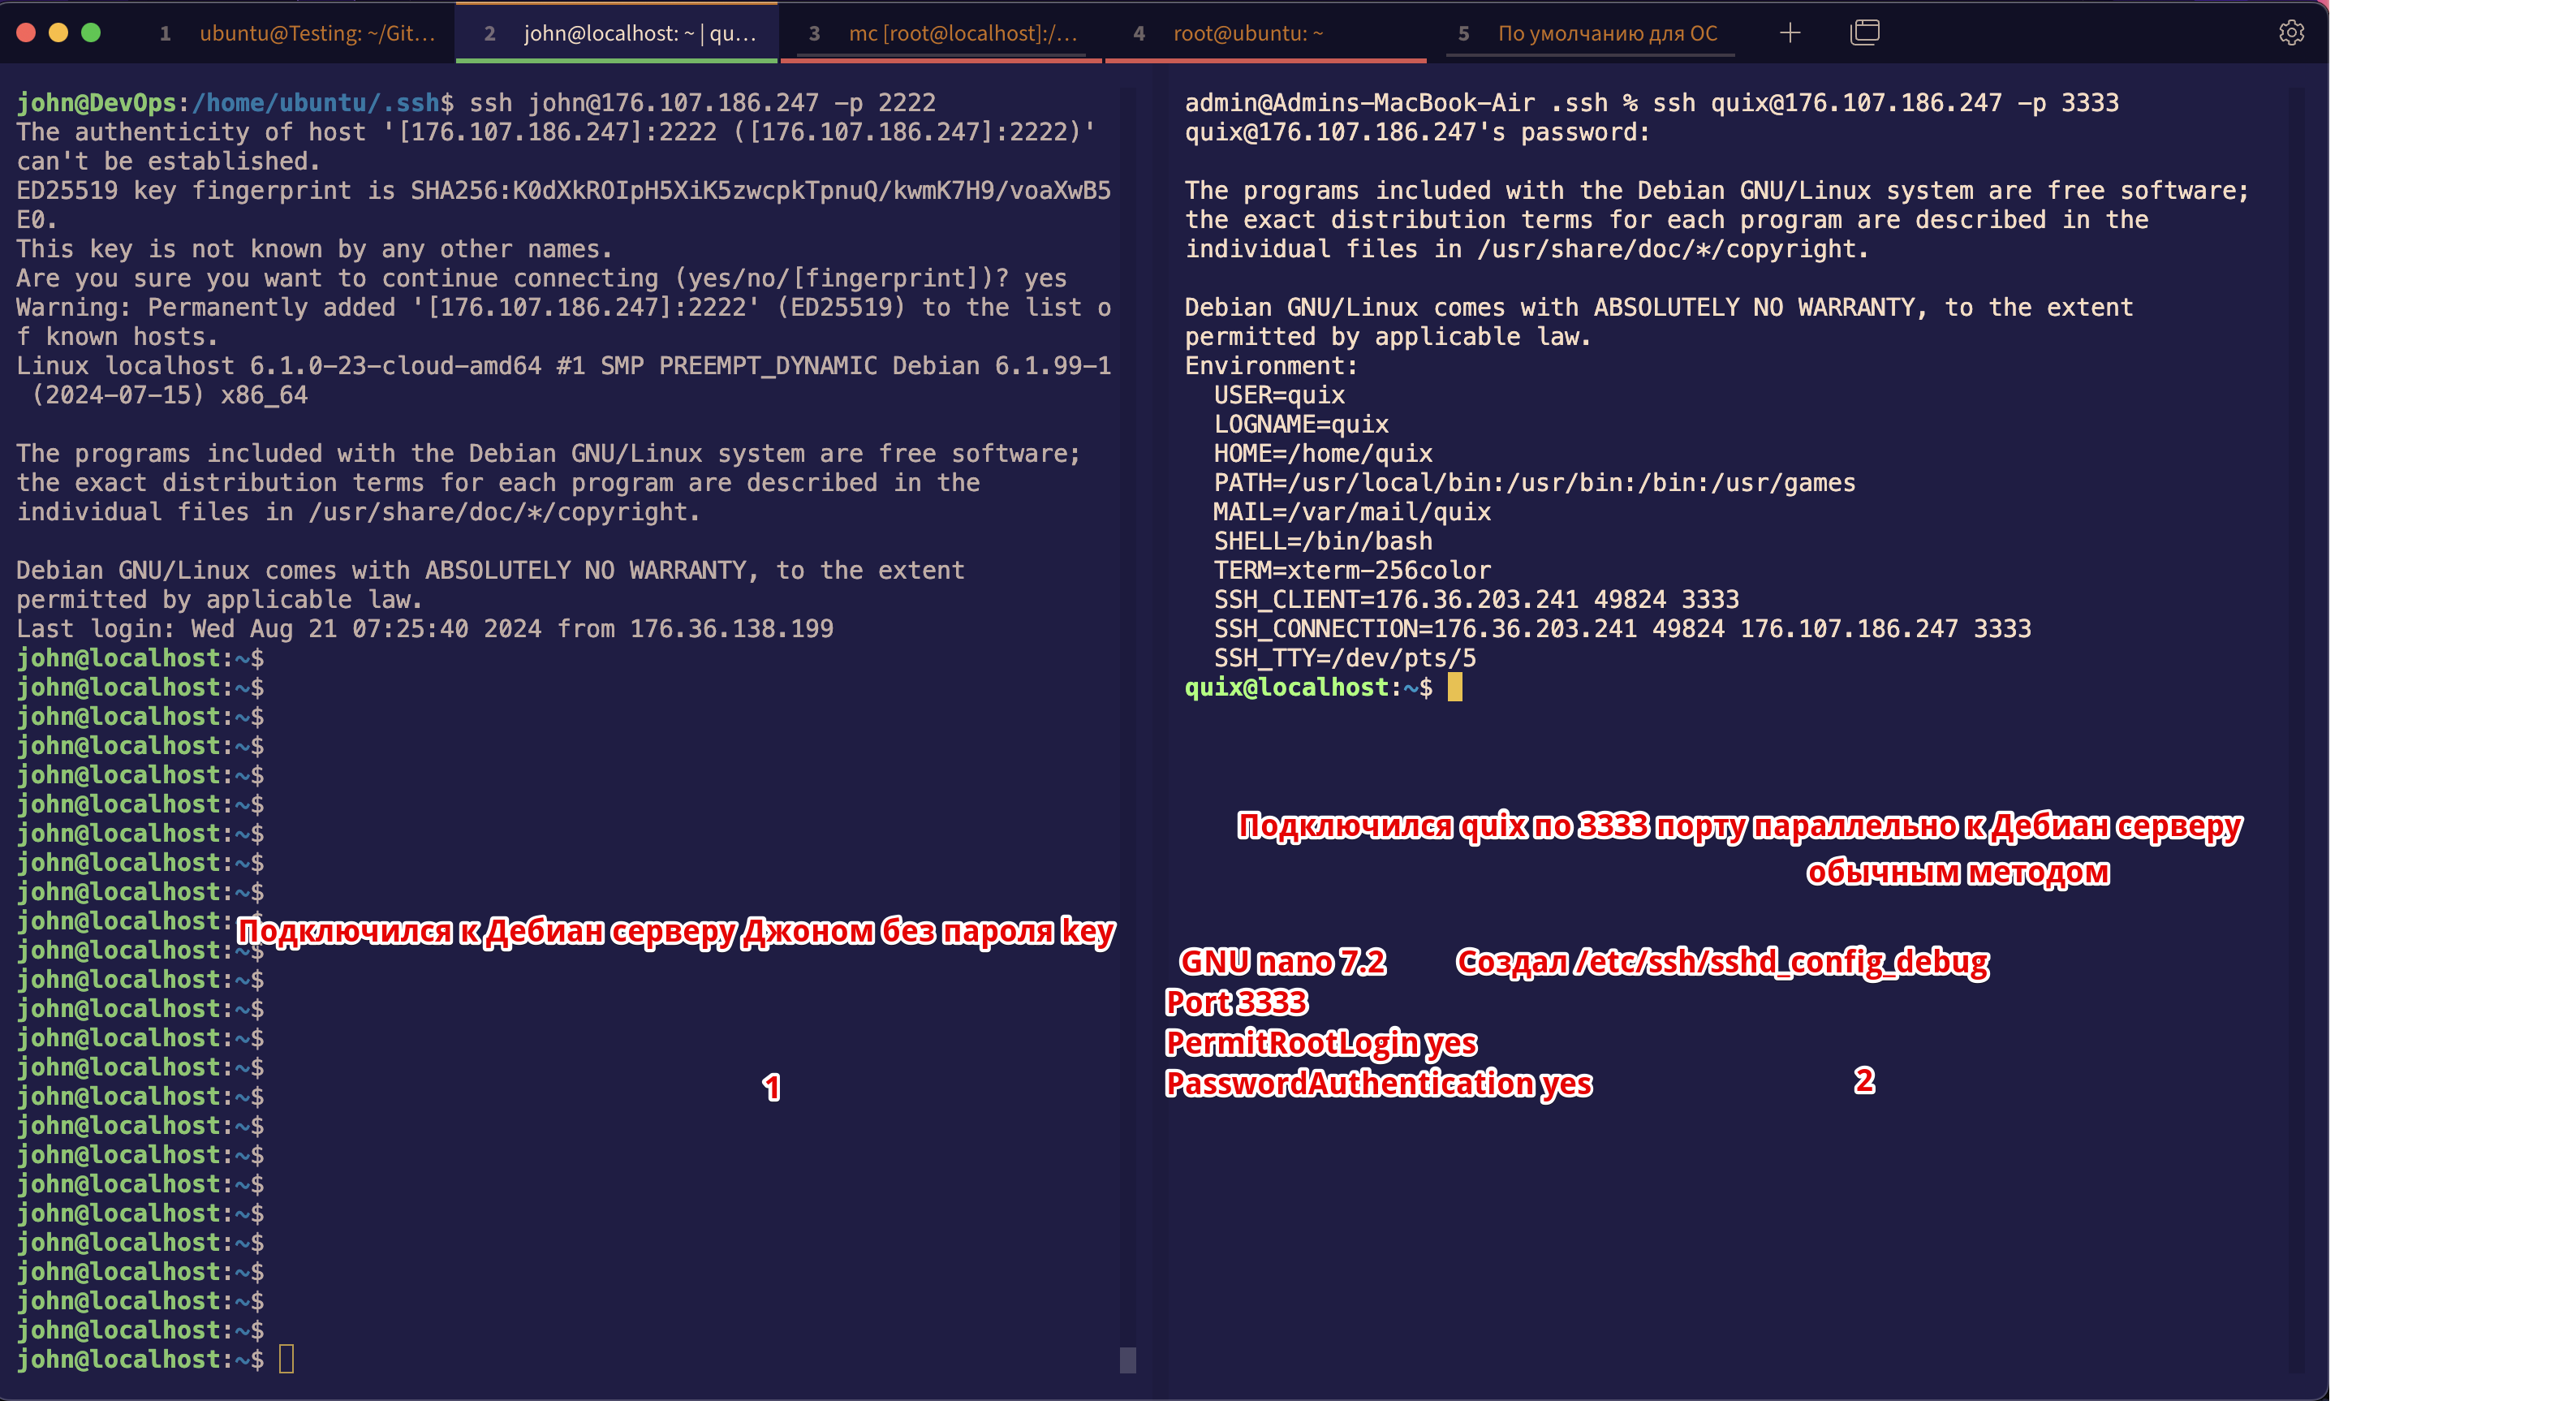 1 ubuntu@Testing: ~/Git...
2 john@localhost: ~ | qu...
3 mc [root@localhost]:/...
4 root@ubuntu: ~
5 По умолчанию для ОС
john@DevOps:/home/ubuntu/.ssh$ ssh john@176.107.186.247 -p 2222
The authenticity of host '[176.107.186.247]:2222 ([176.107.186.247]:2222)'
can't be established.
ED25519 key fingerprint is SHA256:K0dXkROIpH5XiK5zwcpkTpnuQ/kwmK7H9/voaXwB5
E0.
This key is not known by any other names.
Are you sure you want to continue connecting (yes/no/[fingerprint])? yes
Warning: Permanently added '[176.107.186.247]:2222' (ED25519) to the list o
f known hosts.
Linux localhost 6.1.0-23-cloud-amd64 #1 SMP PREEMPT_DYNAMIC Debian 6.1.99-1
(2024-07-15) x86_64
The programs included with the Debian GNU/Linux system are free software;
the exact distribution terms for each program are described in the
individual files in /usr/share/doc/*/copyright.
Debian GNU/Linux comes with ABSOLUTELY NO WARRANTY, to the extent
permitted by applicable law.
Last login: Wed Aug 21 07:25:40 2024 from 176.36.138.199
john@localhost:~$
john@localhost:~$
john@localhost:~$
john@localhost:~$
john@localhost:~$
john@localhost:~$
john@localhost:~$
john@localhost:~$
john@localhost:~$
john@localhost:~$
Подключился к Дебиан серверу Джоном без пароля key
john@localhost:~$
john@localhost:~$
john@localhost:~$
john@localhost:~$
john@localhost:~$
1
john@localhost:~$
john@localhost:~$
john@localhost:~$
john@localhost:~$
john@localhost:~$
john@localhost:~$
john@localhost:~$
john@localhost:~$
john@localhost:~$
john@localhost:~$
admin@Admins-MacBook-Air .ssh % ssh quix@176.107.186.247 -p 3333
quix@176.107.186.247's password:
The programs included with the Debian GNU/Linux system are free software;
the exact distribution terms for each program are described in the
individual files in /usr/share/doc/*/copyright.
Debian GNU/Linux comes with ABSOLUTELY NO WARRANTY, to the extent
permitted by applicable law.
Environment:
USER=quix
LOGNAME=quix
HOME=/home/quix
PATH=/usr/local/bin:/usr/bin:/bin:/usr/games
MAIL=/var/mail/quix
SHELL=/bin/bash
TERM=xterm-256color
SSH_CLIENT=176.36.203.241 49824 3333
SSH_CONNECTION=176.36.203.241 49824 176.107.186.247 3333
SSH_TTY=/dev/pts/5
quix@localhost:~$
Подключился quix по 3333 порту параллельно к Дебиан серверу
обычным методом
GNU nano 7.2 Создал /etc/ssh/sshd_config_debug
Port 3333
PermitRootLogin yes
PasswordAuthentication yes
2